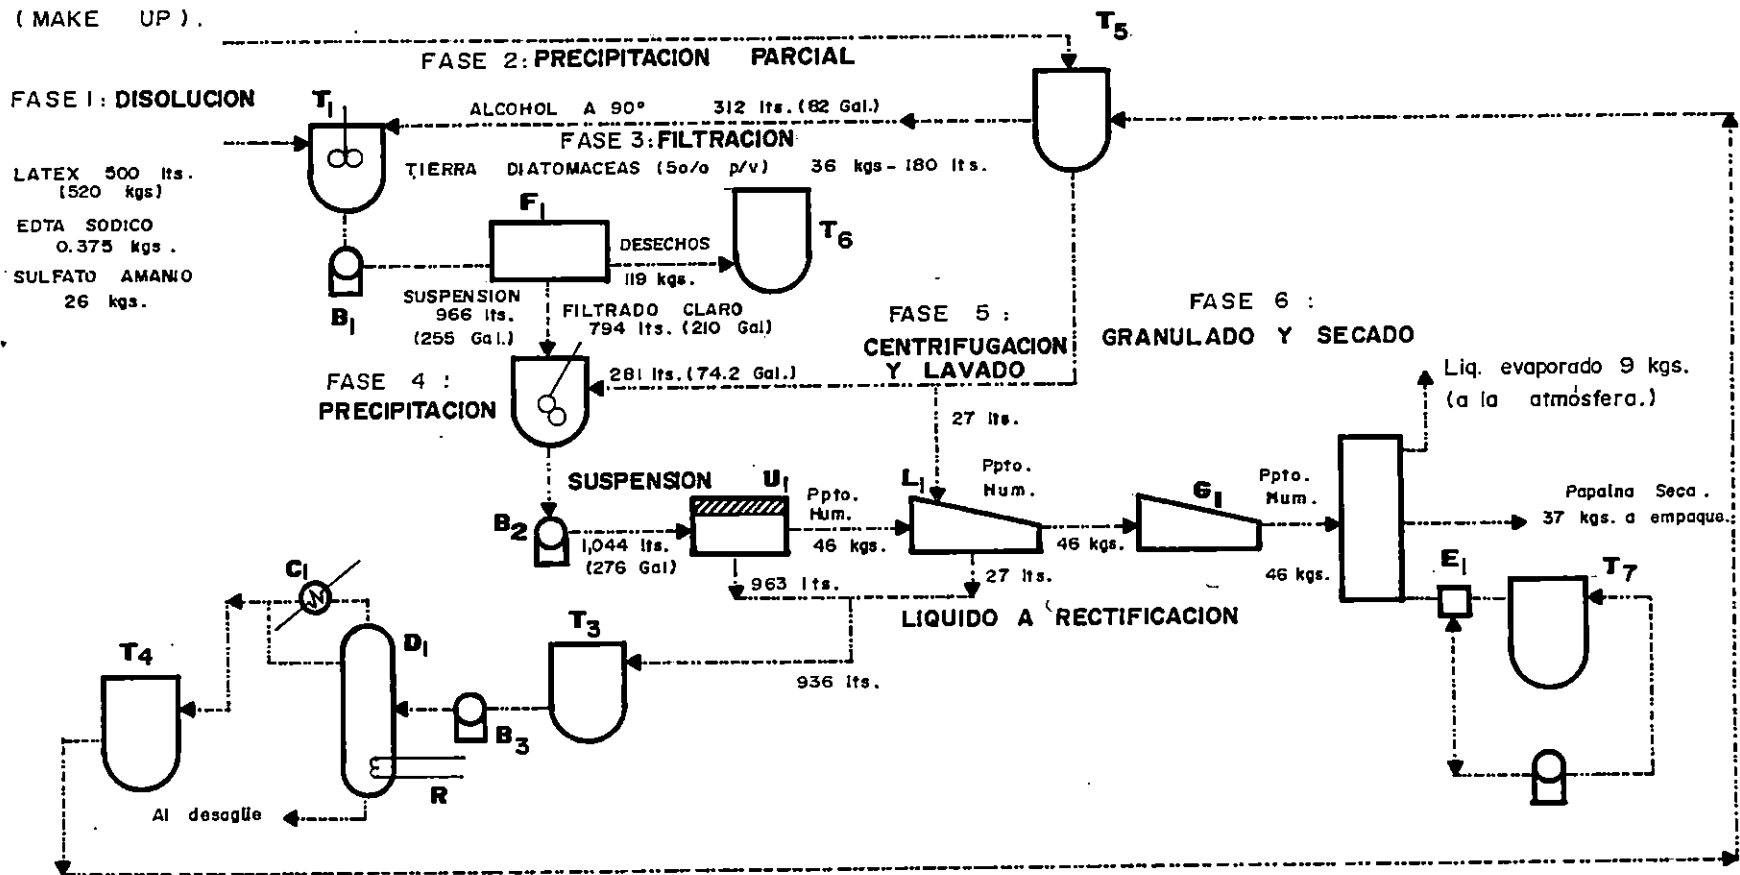 (MAKE UP).
T5
FASE 2: PRECIPITACION PARCIAL
FASE I: DISOLUCION
T1
ALCOHOL A 90° 312 lts. (82 Gal.)
FASE 3: FILTRACION
LATEX 500 lts.
(520 kgs)
TIERRA DIATOMACEAS (5o/o p/v) 36 kgs - 180 lts.
EDTA SODICO
0.375 kgs.
SULFATO AMANIO
26 kgs.
B1
F1
DESECHOS
119 kgs.
T6
SUSPENSION
966 lts.
(255 Gal.)
FILTRADO CLARO
794 lts. (210 Gal)
FASE 4 :
PRECIPITACION
281 lts. (74.2 Gal.)
FASE 5 :
CENTRIFUGACION
Y LAVADO
27 lts.
FASE 6 :
GRANULADO Y SECADO
Liq. evaporado 9 kgs.
(a la atmósfera.)
SUSPENSION
B2
1,044 lts.
(276 Gal)
U1
Ppto.
Hum.
46 kgs.
L1
Ppto.
Hum.
46 kgs.
G1
Ppto.
Hum.
46 kgs.
Papaina Seca.
37 kgs. a empaque.
963 lts.
27 lts.
LIQUIDO A RECTIFICACION
E1
T7
C1
T4
D1
T3
936 lts.
B3
R
Al desagüe